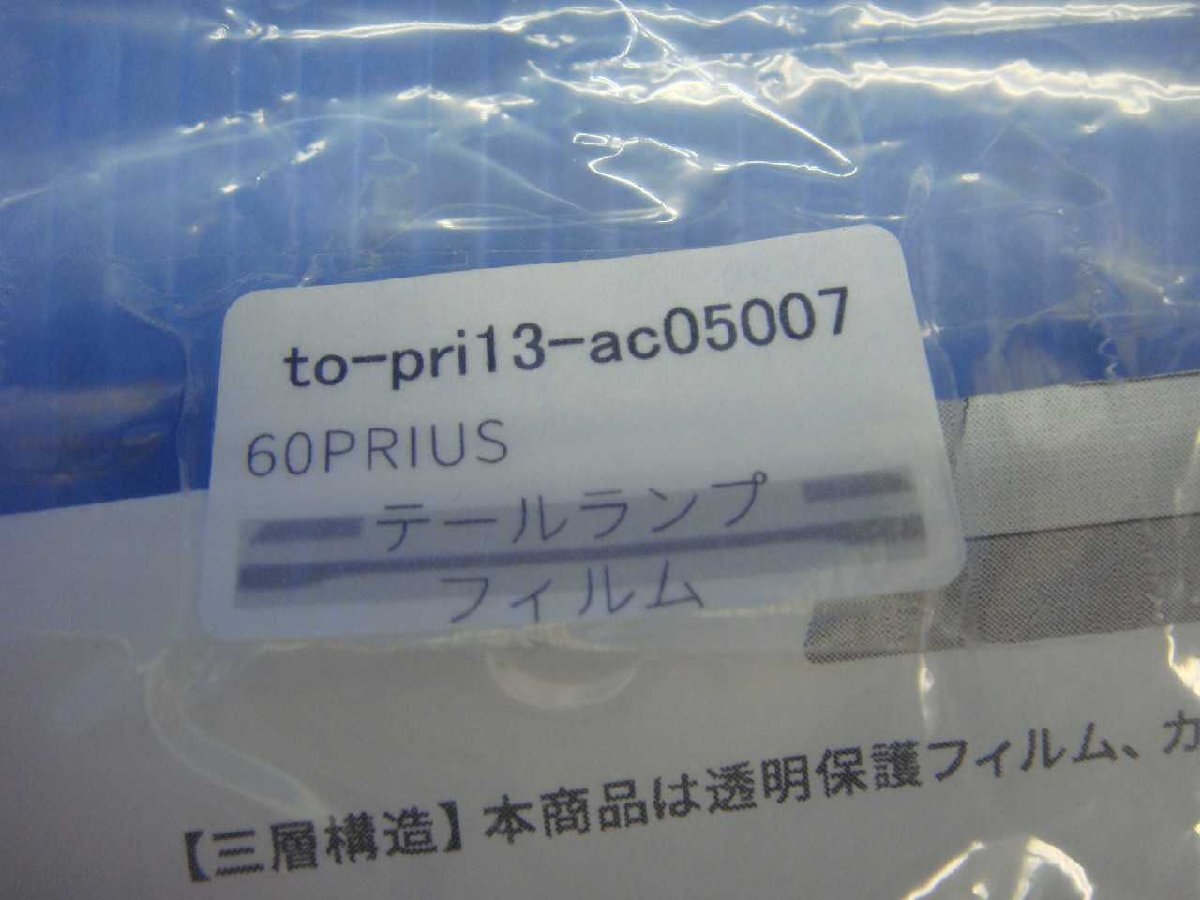 to-pri13-ac05007
60PRIUS
テールランプ
フィルム
【三層構造】本商品は透明保護フィルム、カ